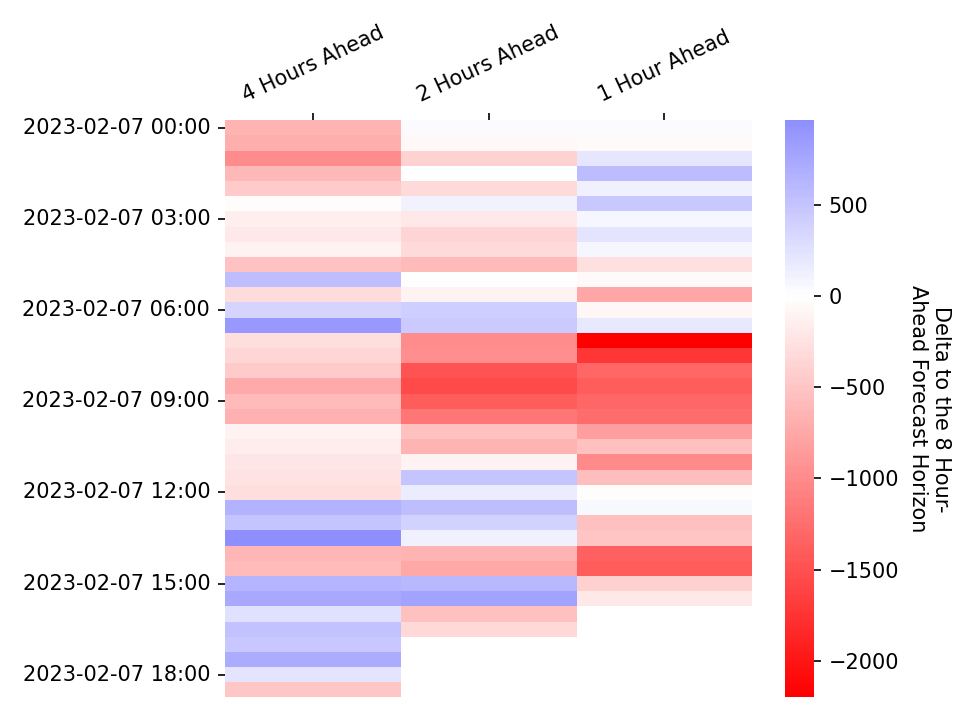 4 Hours Ahead
2 Hours Ahead
1 Hour Ahead
2023-02-07 00:00
2023-02-07 03:00
2023-02-07 06:00
2023-02-07 09:00
2023-02-07 12:00
2023-02-07 15:00
2023-02-07 18:00
500
0
−500
−1000
−1500
−2000
Delta to the 8 Hour-
Ahead Forecast Horizon